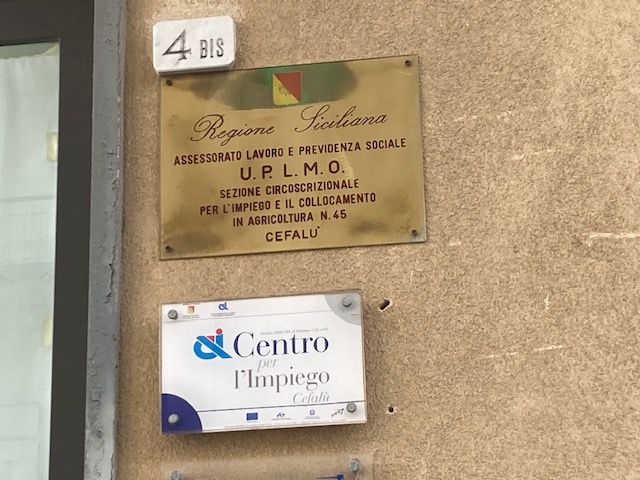 4 BIS
Regione Siciliana
ASSESSORATO LAVORO E PREVIDENZA SOCIALE
U. P. L. M. O.
SEZIONE CIRCOSCRIZIONALE
PER L'IMPIEGO E IL COLLOCAMENTO
IN AGRICOLTURA N. 45
CEFALU'
Centro
per
l'Impiego
Cefalù